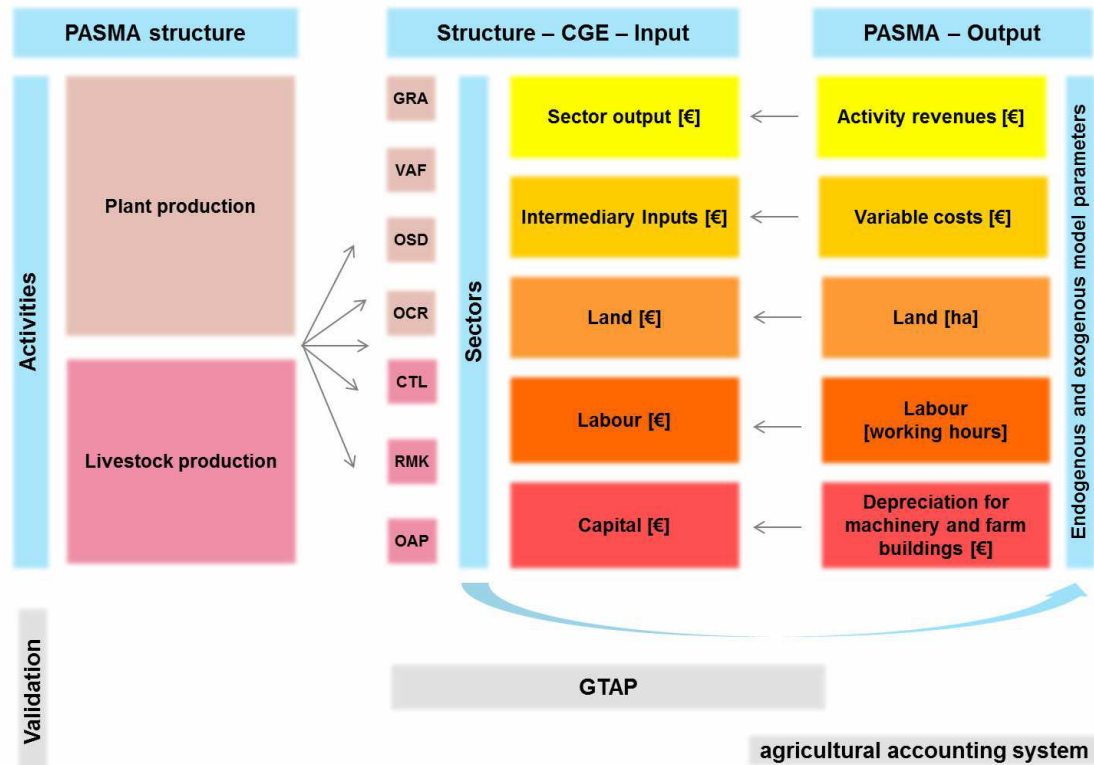 PASMA structure
Structure – CGE – Input
PASMA – Output
Activities
Plant production
Livestock production
GRA
VAF
OSD
OCR
CTL
RMK
OAP
Sectors
Sector output [€]
Intermediary Inputs [€]
Land [€]
Labour [€]
Capital [€]
Activity revenues [€]
Variable costs [€]
Land [ha]
Labour
[working hours]
Depreciation for
machinery and farm
buildings [€]
Endogenous and exogenous model parameters
Validation
GTAP
agricultural accounting system